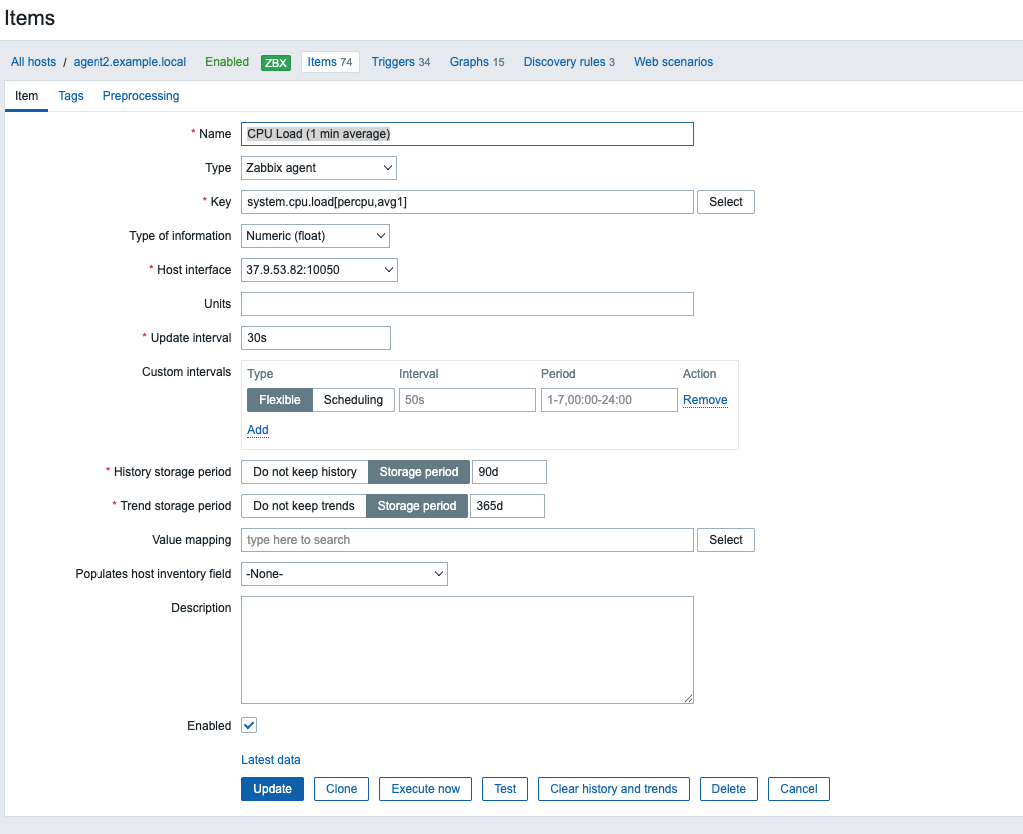 Items
All hosts / agent2.example.local Enabled ZBX Items 74 Triggers 34 Graphs 15 Discovery rules 3 Web scenarios
Item Tags Preprocessing
* Name CPU Load (1 min average)
Type Zabbix agent
* Key system.cpu.load[percpu,avg1] Select
Type of information Numeric (float)
* Host interface 37.9.53.82:10050
Units
* Update interval 30s
Custom intervals Type Interval Period Action
Flexible Scheduling 50s 1-7,00:00-24:00 Remove
Add
* History storage period Do not keep history Storage period 90d
* Trend storage period Do not keep trends Storage period 365d
Value mapping type here to search Select
Populates host inventory field -None-
Description
Enabled
Latest data
Update Clone Execute now Test Clear history and trends Delete Cancel